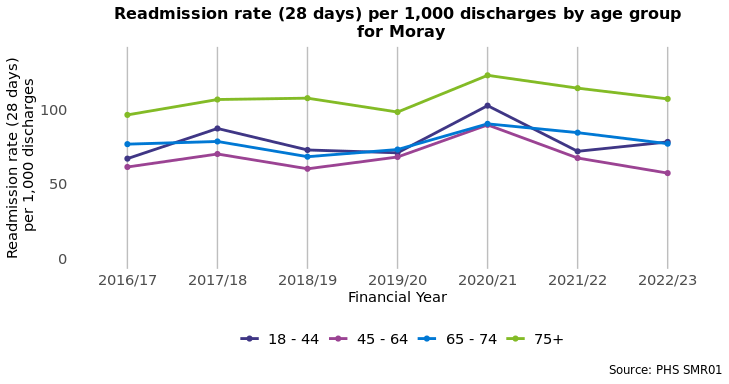 Readmission rate (28 days) per 1,000 discharges by age group
for Moray
Readmission rate (28 days)
per 1,000 discharges
100
50
0
2016/17 2017/18 2018/19 2019/20 2020/21 2021/22 2022/23
Financial Year
18 - 44 45 - 64 65 - 74 75+
Source: PHS SMR01